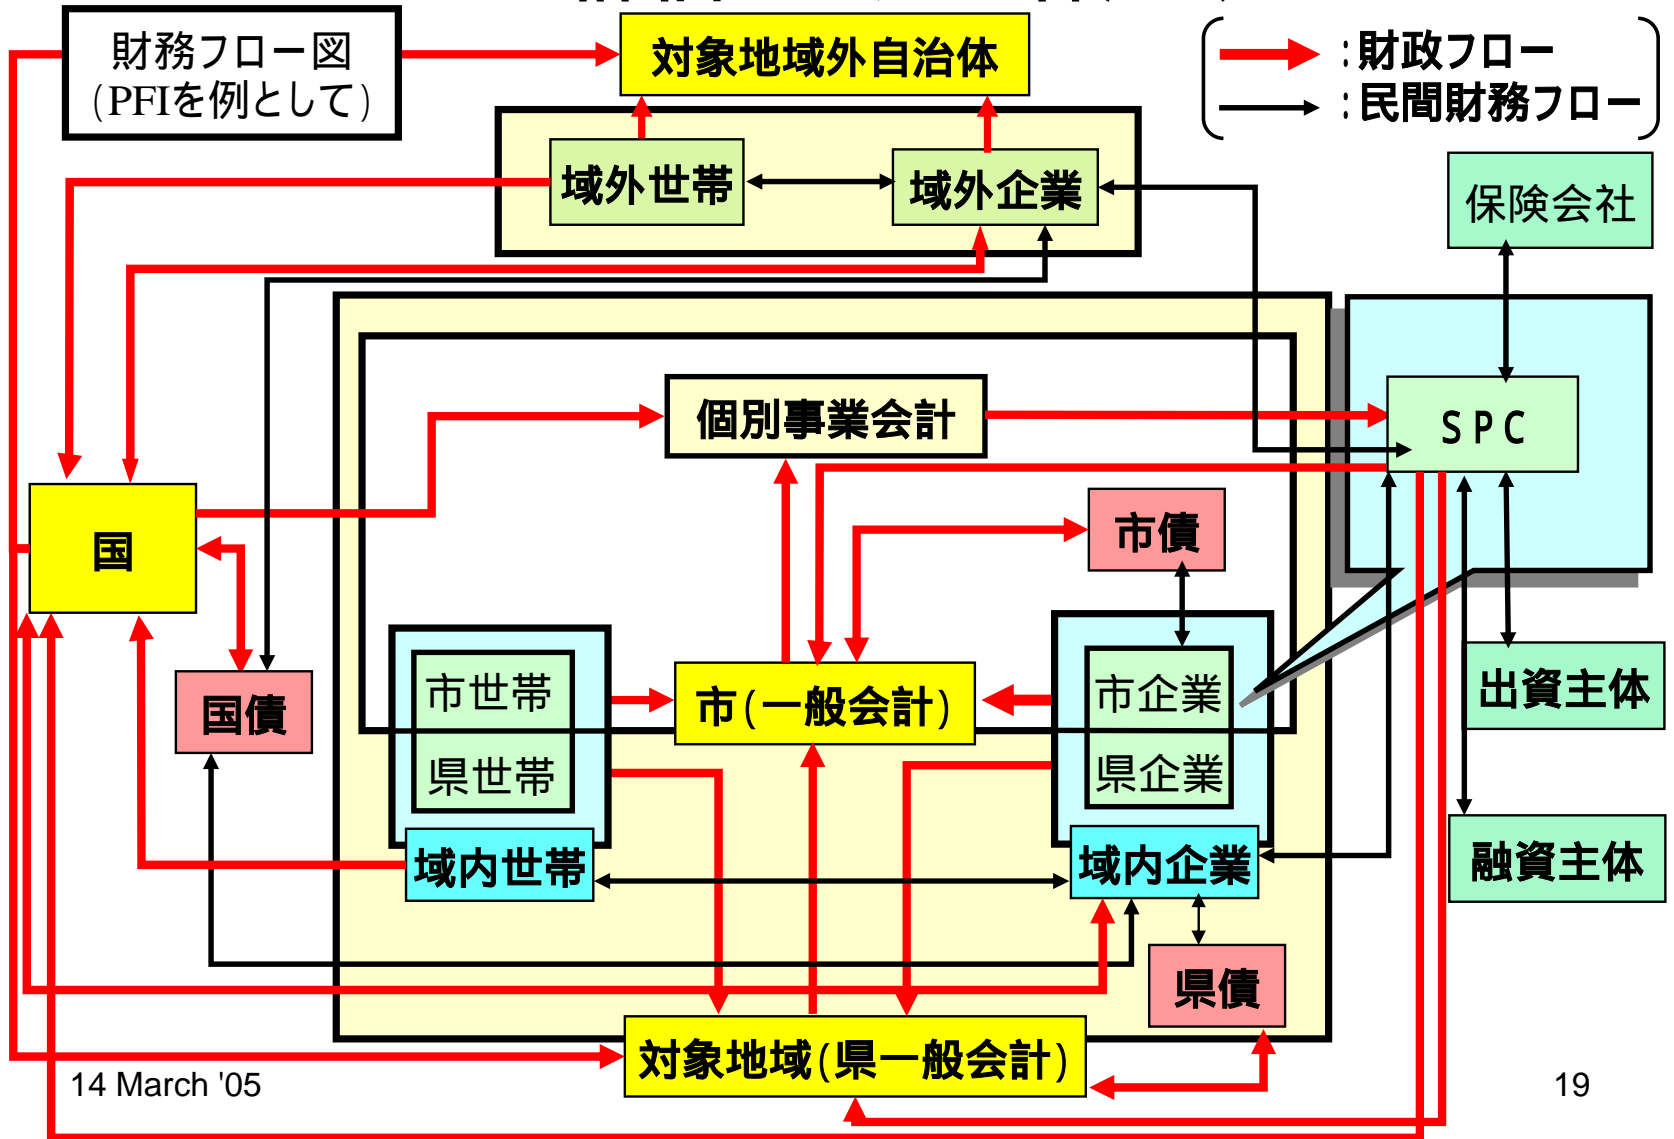 財務フロー図
(PFIを例として)
対象地域外自治体
:財政フロー
:民間財務フロー
域外世帯
域外企業
保険会社
個別事業会計
SPC
市債
国
国債
市世帯
県世帯
域内世帯
市(一般会計)
市企業
県企業
域内企業
出資主体
融資主体
県債
対象地域(県一般会計)
14 March '05
19